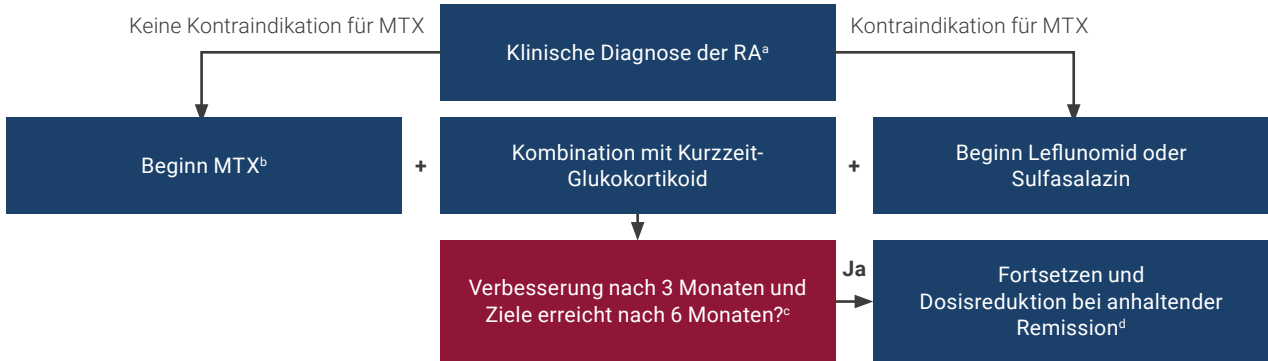 Keine Kontraindikation für MTX
Klinische Diagnose der RAᵃ
Kontraindikation für MTX
Beginn MTXᵇ
+
Kombination mit Kurzzeit-
Glukokortikoid
+
Beginn Leflunomid oder
Sulfasalazin
Verbesserung nach 3 Monaten und
Ziele erreicht nach 6 Monaten?ᶜ
Ja
Fortsetzen und
Dosisreduktion bei anhaltender
Remissionᵈ